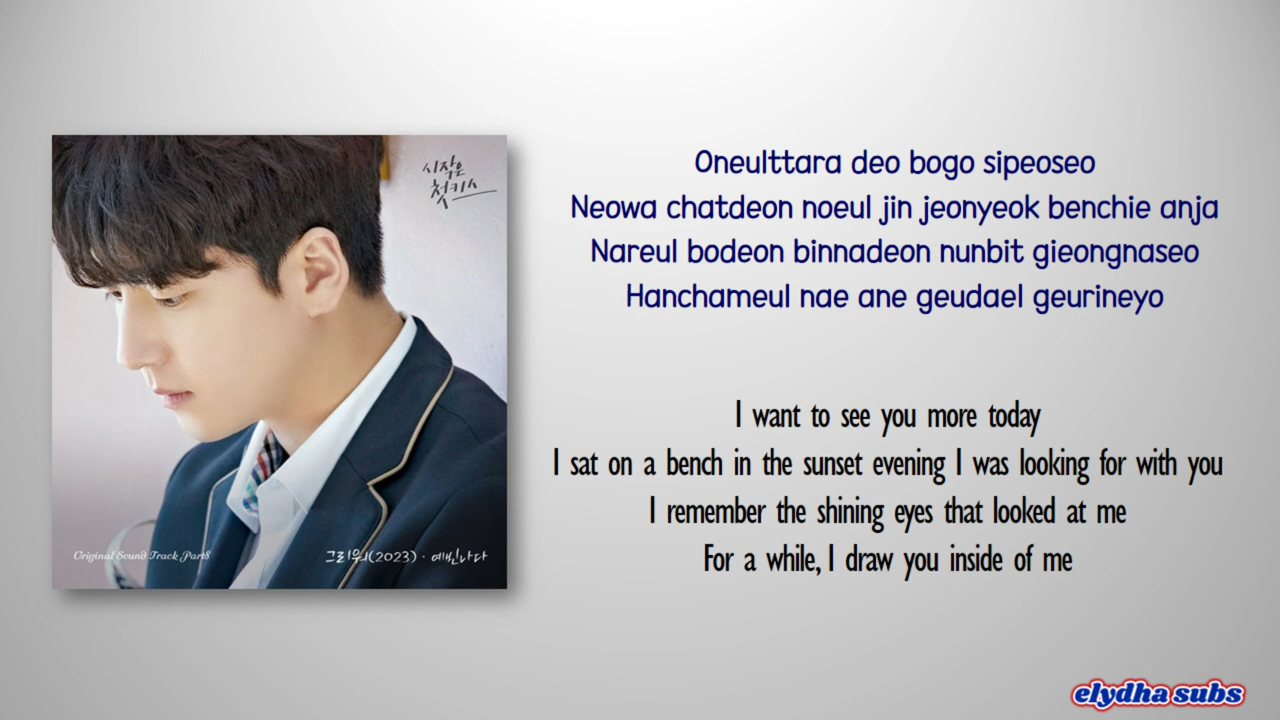 시작은
첫키스
Original Sound Track Part8
그리워(2023) · 예빈나다
Oneulttara deo bogo sipeoseo
Neowa chatdeon noeul jin jeonyeok benchie anja
Nareul bodeon binnadeon nunbit gieongnaseo
Hanchameul nae ane geudael geurineyo
I want to see you more today
I sat on a bench in the sunset evening I was looking for with you
I remember the shining eyes that looked at me
For a while, I draw you inside of me
elydha subs